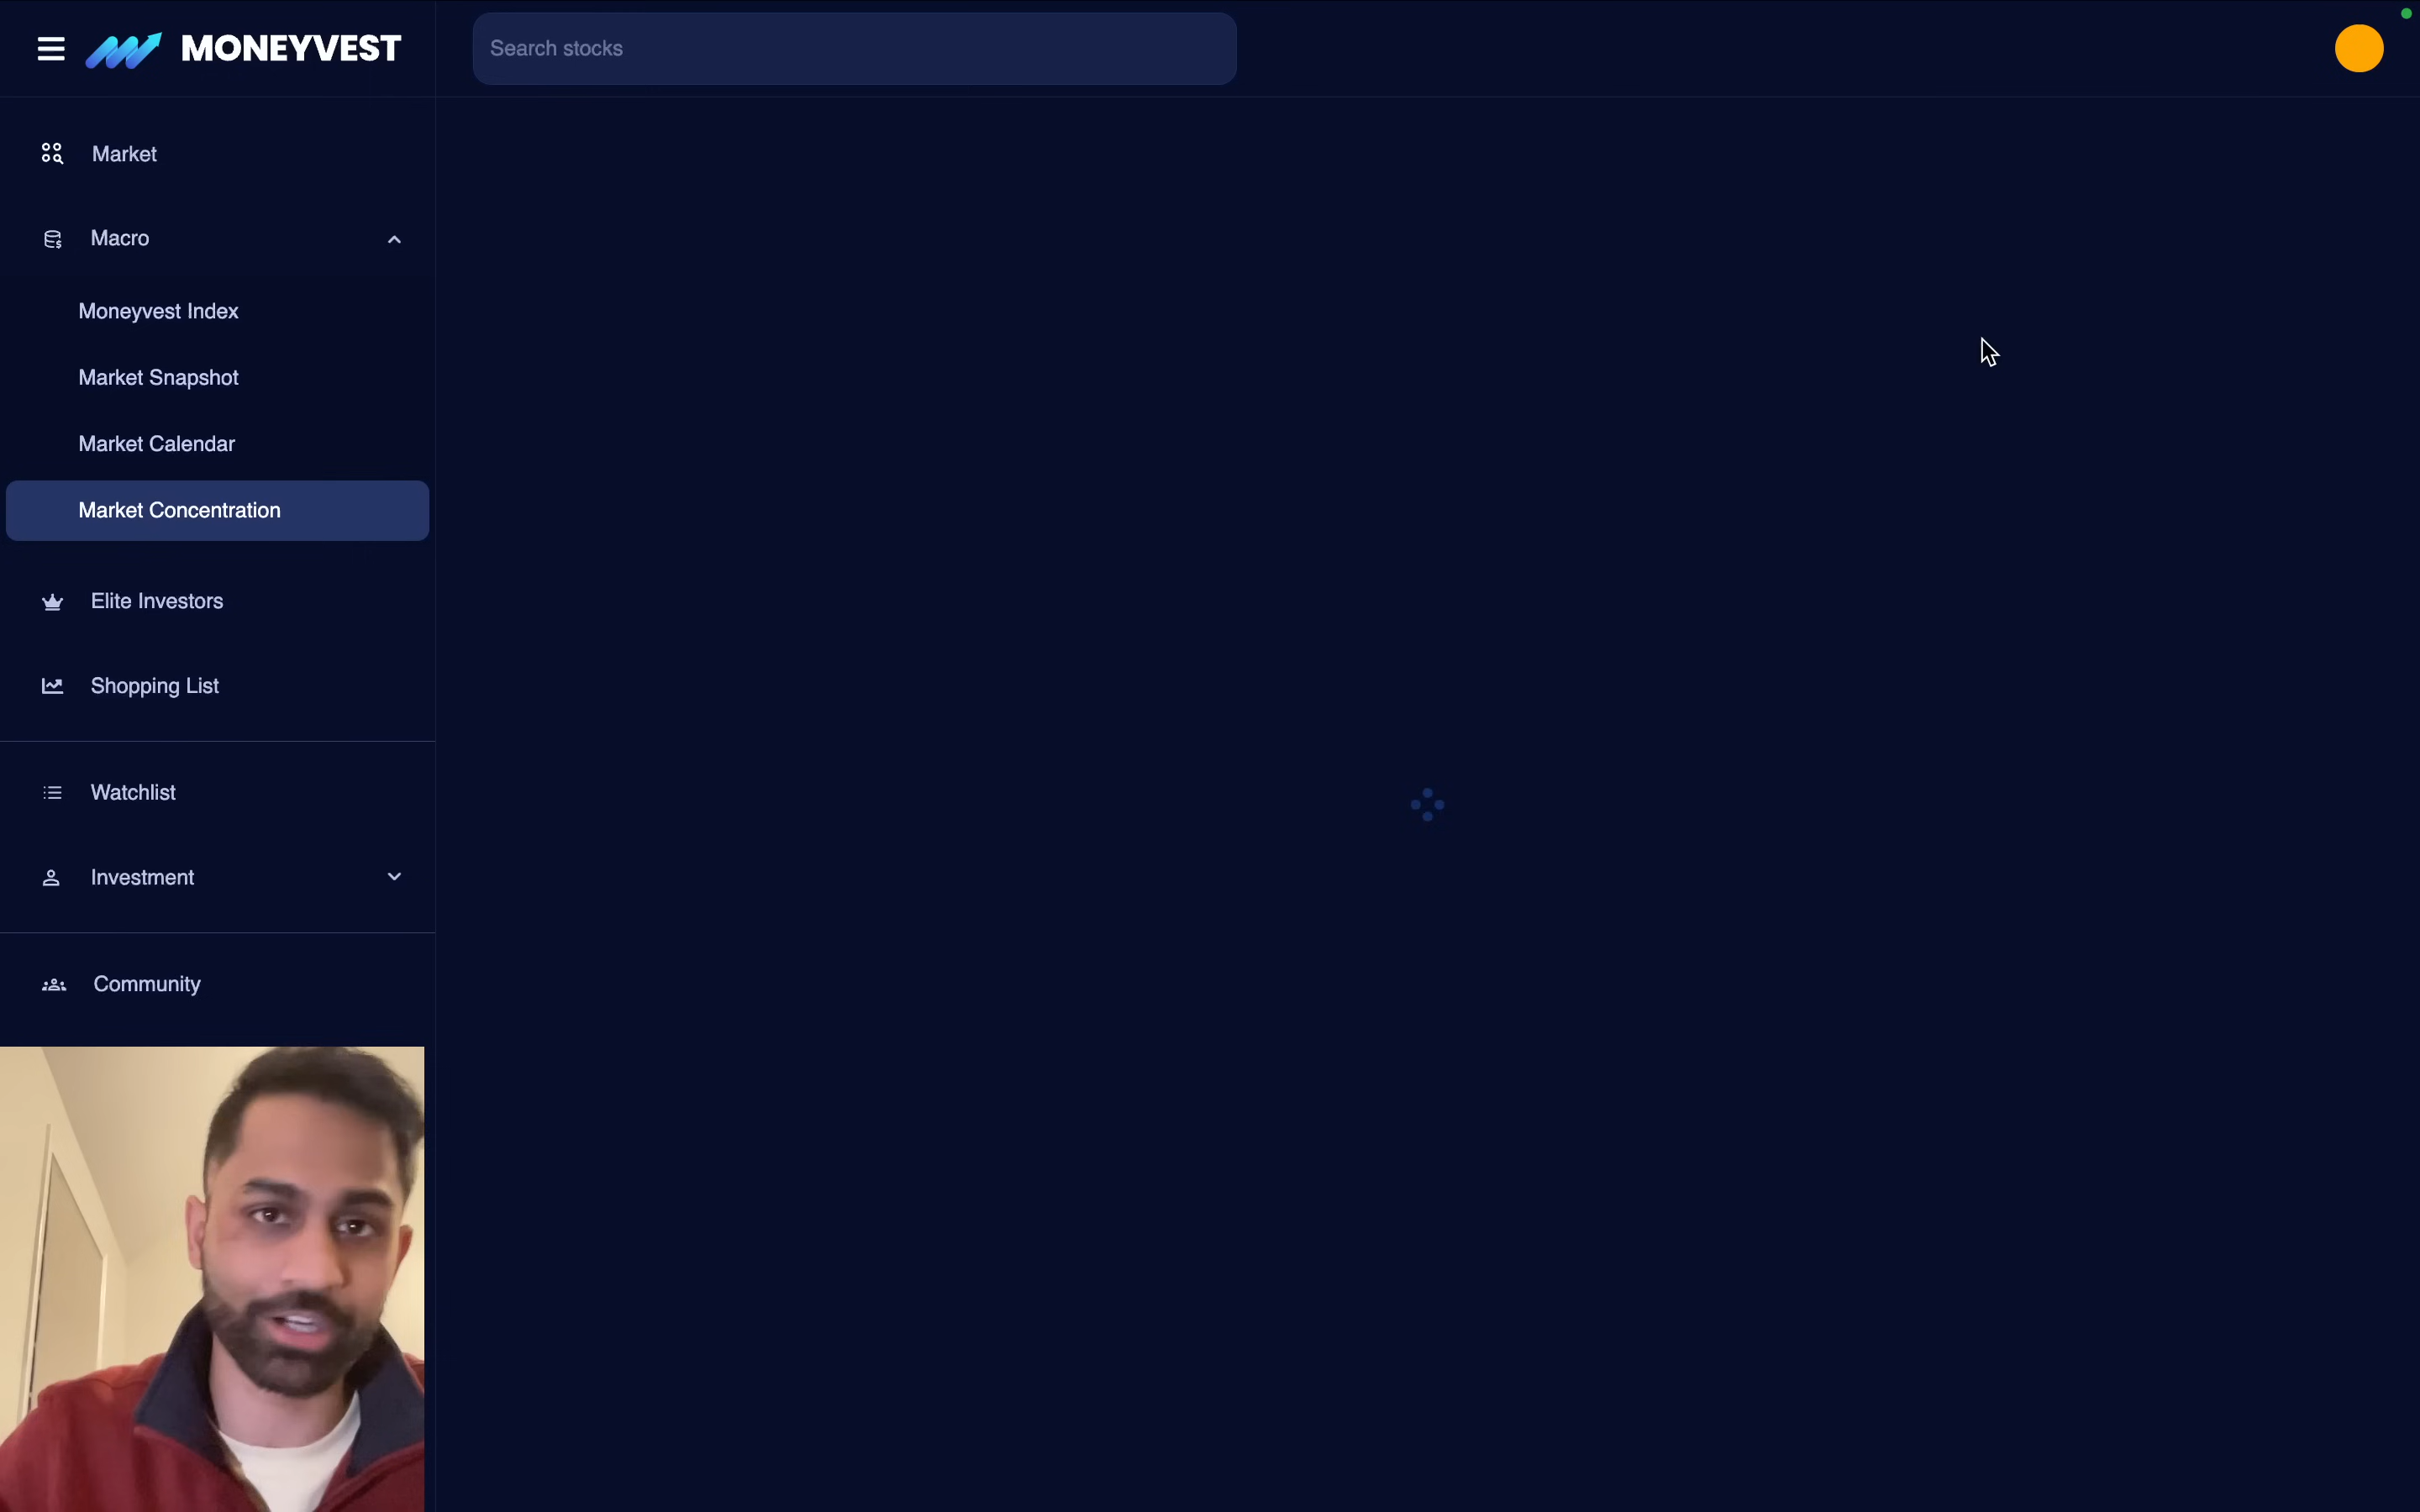 MONEYVEST
Search stocks
Market
Macro
Moneyvest Index
Market Snapshot
Market Calendar
Market Concentration
Elite Investors
Shopping List
Watchlist
Investment
Community